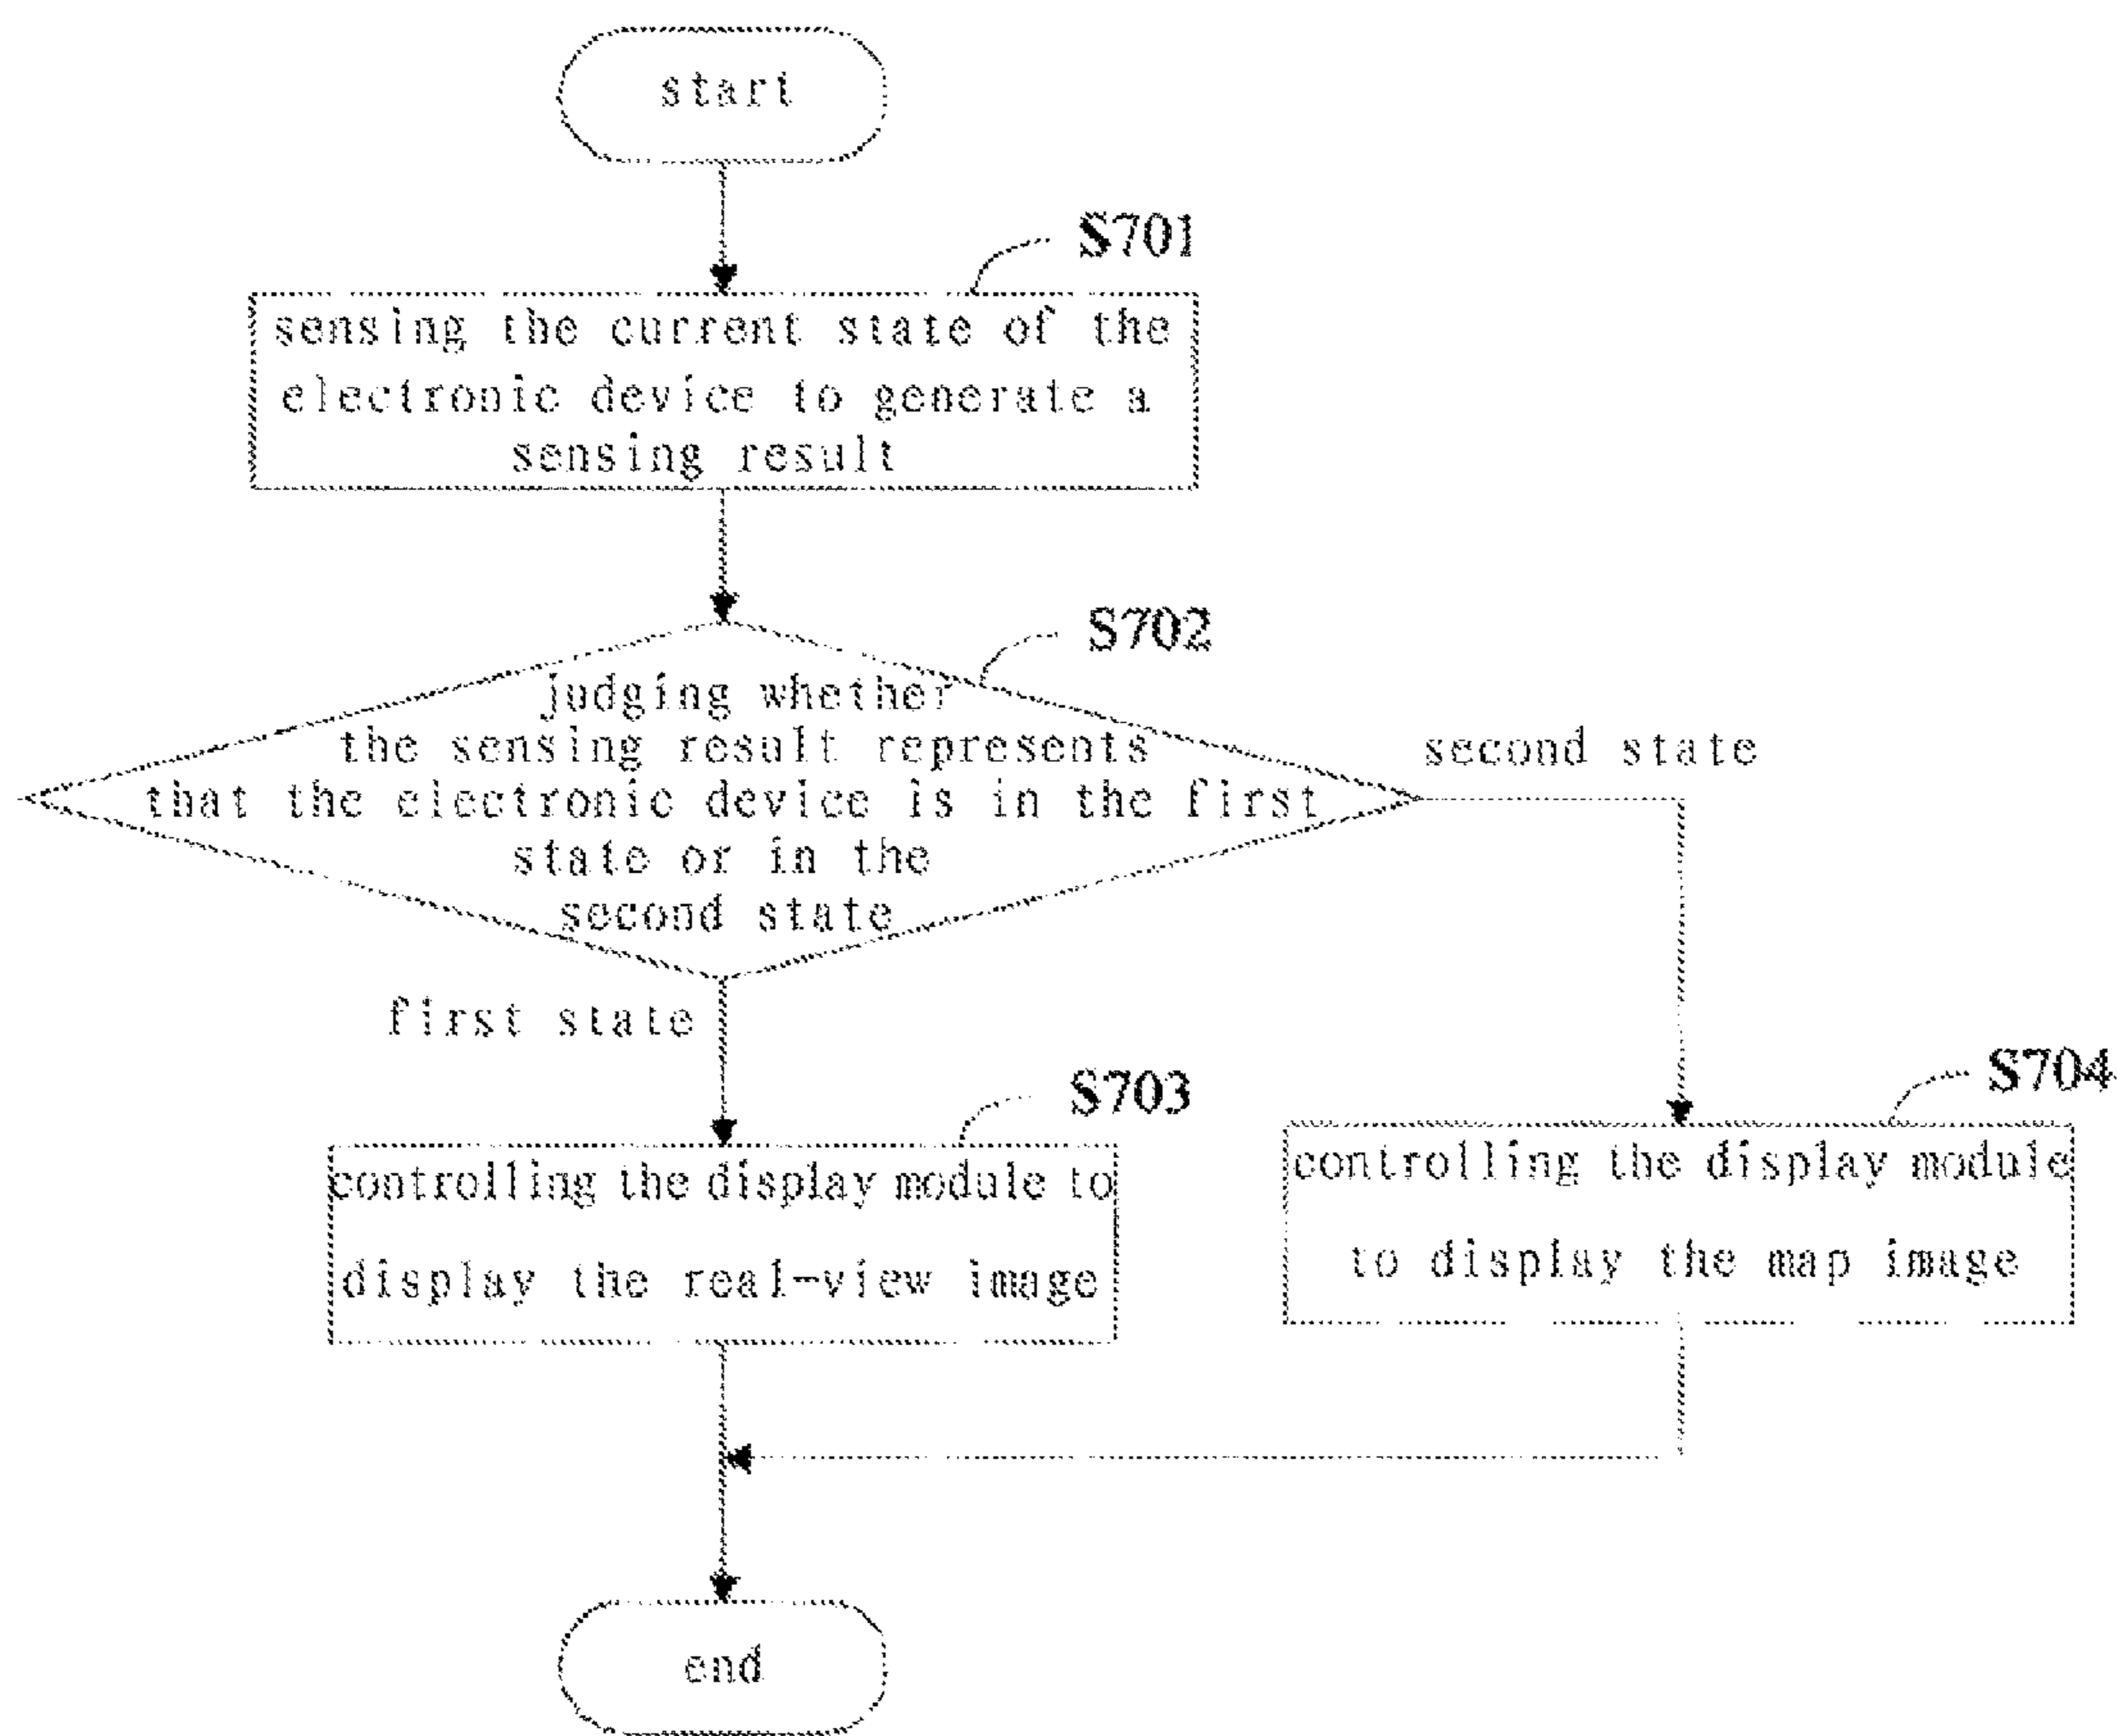 start
S701
sensing the current state of the
electronic device to generate a
sensing result
S702
judging whether
the sensing result represents
that the electronic device is in the first
state or in the
second state
second state
first state
S703
controlling the display module to
display the real-view image
S704
controlling the display module
to display the map image
end